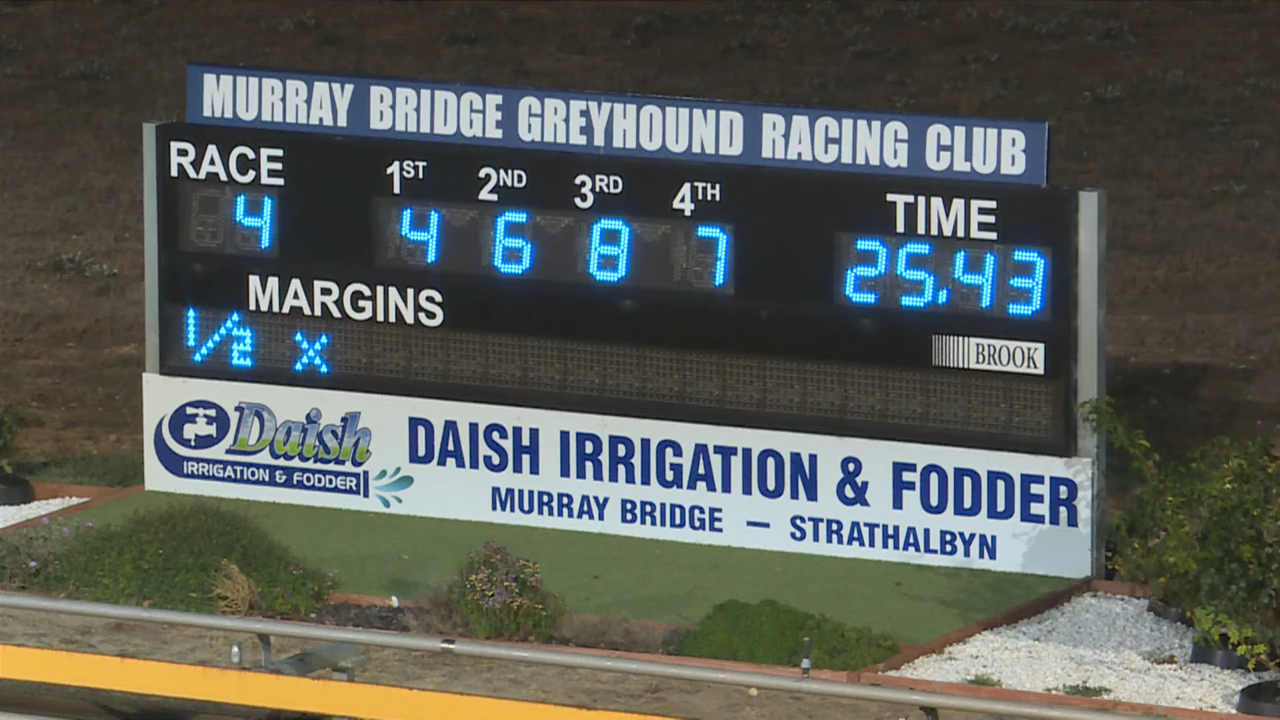 MURRAY BRIDGE GREYHOUND RACING CLUB
RACE 1ST 2ND 3RD 4TH TIME
4 4 6 8 7 25.43
MARGINS
1/2 X
BROOK
Daish
IRRIGATION & FODDER
DAISH IRRIGATION & FODDER
MURRAY BRIDGE – STRATHALBYN